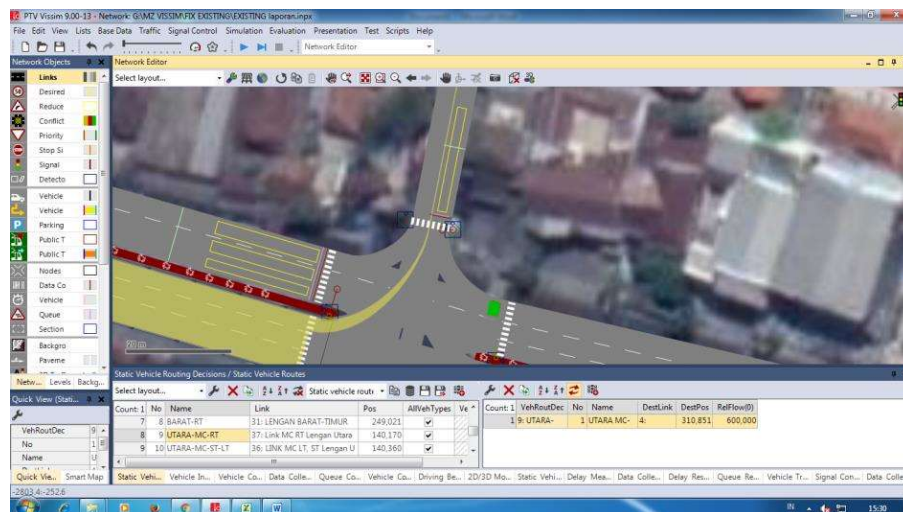 PTV Vissim 9.00-13 - Network: G:\MZ VISSIM\FIX EXISTING\EXISTING laporan.inpx
File Edit View Lists Base Data Traffic Signal Control Simulation Evaluation Presentation Test Scripts Help
Network Editor
Network Objects
Network Editor
Select layout...
Links
Desired
Reduce
Conflict
Priority
Stop Si
Signal
Detecto
Vehicle
Vehicle
Parking
Public T
Public T
Nodes
Data Co
Vehicle
Queue
Section
Backgro
Paveme
20 m
Netw... Levels Backg...
Quick View (Stati...
VehRoutDec 9
No 1
Name U
Quick Vie... Smart Map
Static Vehicle Routing Decisions / Static Vehicle Routes
Select layout... Static vehicle routi
Count: 1 No Name Link Pos AllVehTypes Ve
7 8 BARAT-RT 31: LENGAN BARAT-TIMUR 249,021
8 9 UTARA-MC-RT 37: Link MC RT Lengan Utara 140,170
9 10 UTARA-MC-ST-LT 36: LINK MC LT, ST Lengan U 140,360
Count: 1 VehRoutDec No Name DestLink DestPos RelFlow(0)
1 9: UTARA- 1 UTARA MC- 4: 310,851 600,000
Static Vehi... Vehicle In... Vehicle Co... Data Colle... Queue Co... Vehicle Co... Driving Be... 2D/3D Mo... Static Vehi... Delay Mea... Data Colle... Delay Res... Queue Re... Vehicle Tr... Signal Con... Data Colle
-2803.4:-252.6
IN 15:30